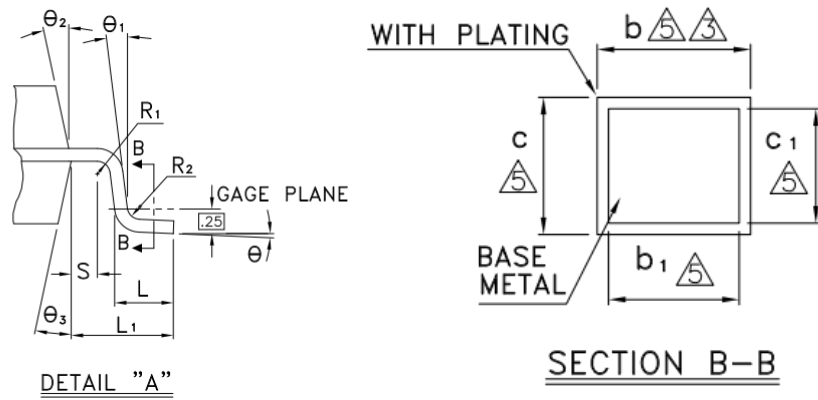 Θ₂
Θ₁
R₁
B
R₂
GAGE PLANE
.25
B
Θ
S
L
Θ₃
L₁
DETAIL "A"
WITH PLATING
b 5 3
c
5
c₁
5
BASE
METAL
b₁ 5
SECTION B-B